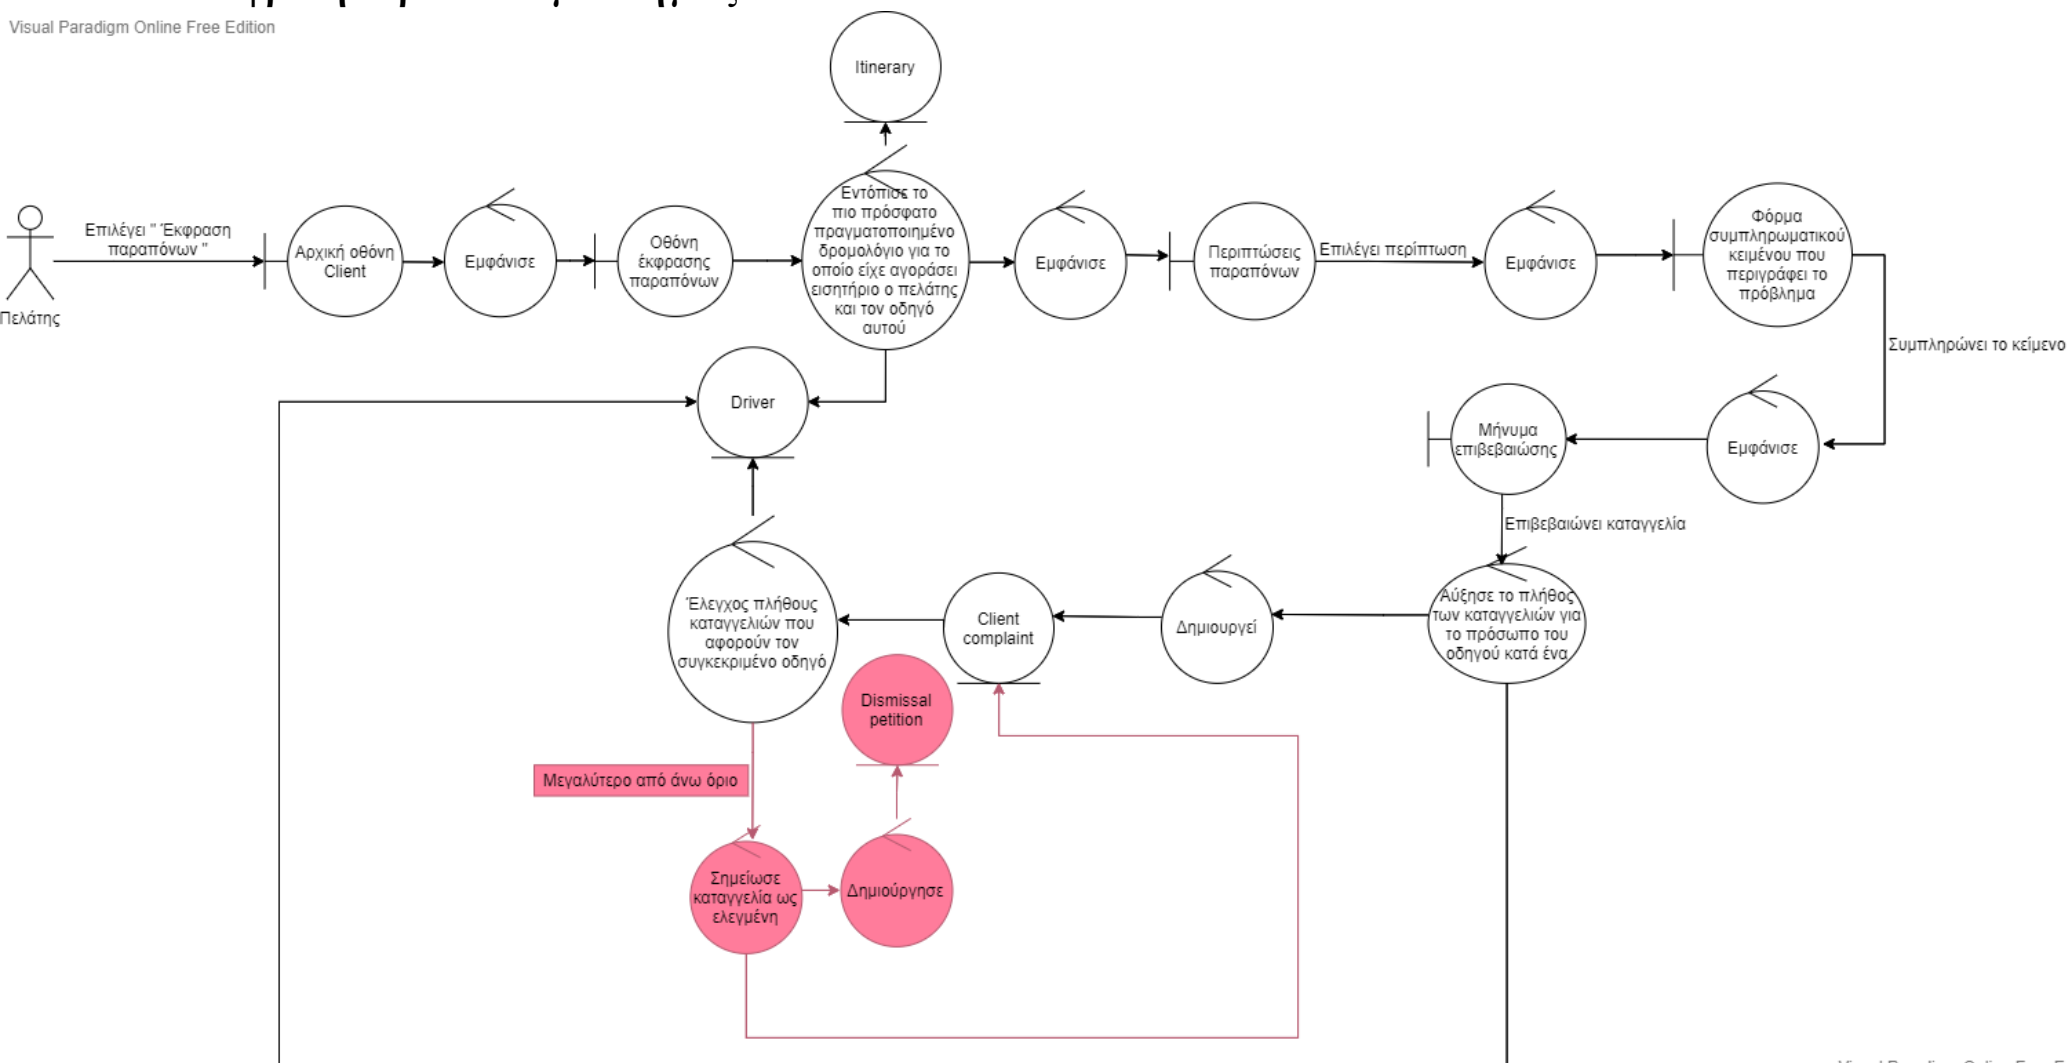 Visual Paradigm Online Free Edition
Itinerary
Πελάτης
Επιλέγει " Έκφραση
παραπόνων "
Αρχική οθόνη
Client
Εμφάνισε
Οθόνη
έκφρασης
παραπόνων
Εντόπισε το
πιο πρόσφατο
πραγματοποιημένο
δρομολόγιο για το
οποίο είχε αγοράσει
εισητήριο ο πελάτης
και τον οδηγό
αυτού
Εμφάνισε
Περιπτώσεις
παραπόνων
Επιλέγει περίπτωση
Εμφάνισε
Φόρμα
συμπληρωματικού
κειμένου που
περιγράφει το
πρόβλημα
Συμπληρώνει το κείμενο
Driver
Μήνυμα
επιβεβαιώσης
Εμφάνισε
Επιβεβαιώνει καταγγελία
Έλεγχος πλήθους
καταγγελιών που
αφορούν τον
συγκεκριμένο οδηγό
Client
complaint
Δημιουργεί
Αύξησε το πλήθος
των καταγγελιών για
το πρόσωπο του
οδηγού κατά ένα
Dismissal
petition
Μεγαλύτερο από άνω όριο
Σημείωσε
καταγγελία ως
ελεγμένη
Δημιούργησε